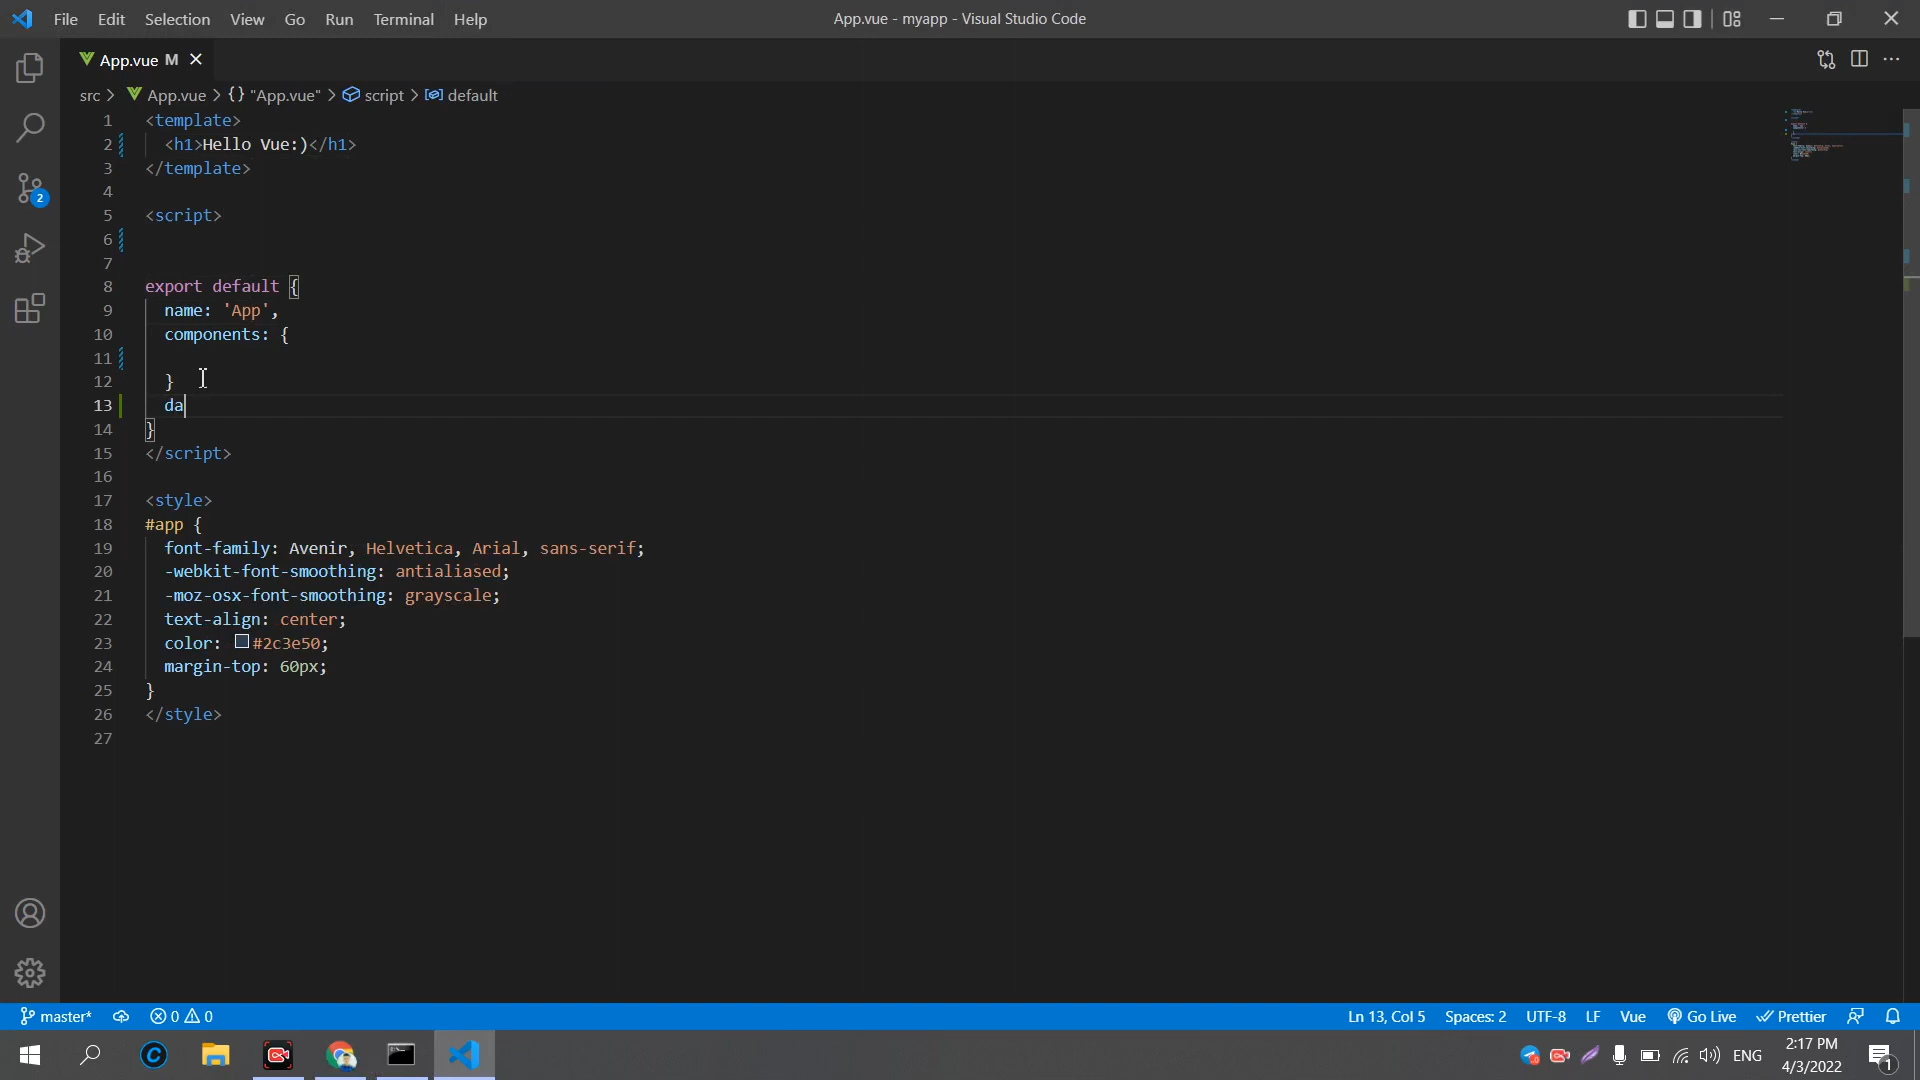 File Edit Selection View Go Run Terminal Help
App.vue - myapp - Visual Studio Code
App.vue M
src > App.vue > {} "App.vue" > script > default
1 <template>
2 <h1>Hello Vue:)</h1>
3 </template>
4
5 <script>
6
7
8 export default {
9 name: 'App',
10 components: {
11
12 }
13 da
14 }
15 </script>
16
17 <style>
18 #app {
19 font-family: Avenir, Helvetica, Arial, sans-serif;
20 -webkit-font-smoothing: antialiased;
21 -moz-osx-font-smoothing: grayscale;
22 text-align: center;
23 color: #2c3e50;
24 margin-top: 60px;
25 }
26 </style>
27
2
master* 0 0 Ln 13, Col 5 Spaces: 2 UTF-8 LF Vue Go Live Prettier
ENG
2:17 PM
4/3/2022
1